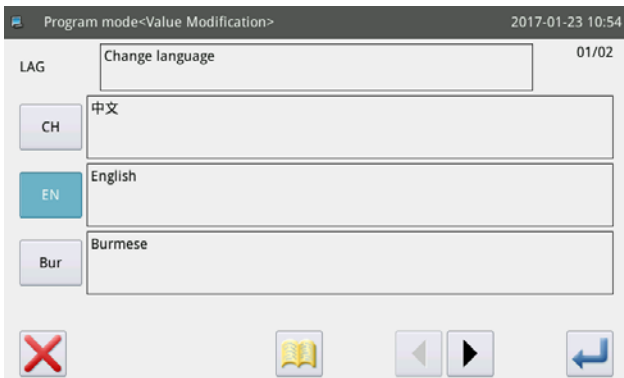 Program mode<Value Modification> 2017-01-23 10:54
LAG Change language 01/02
CH 中文
EN English
Bur Burmese